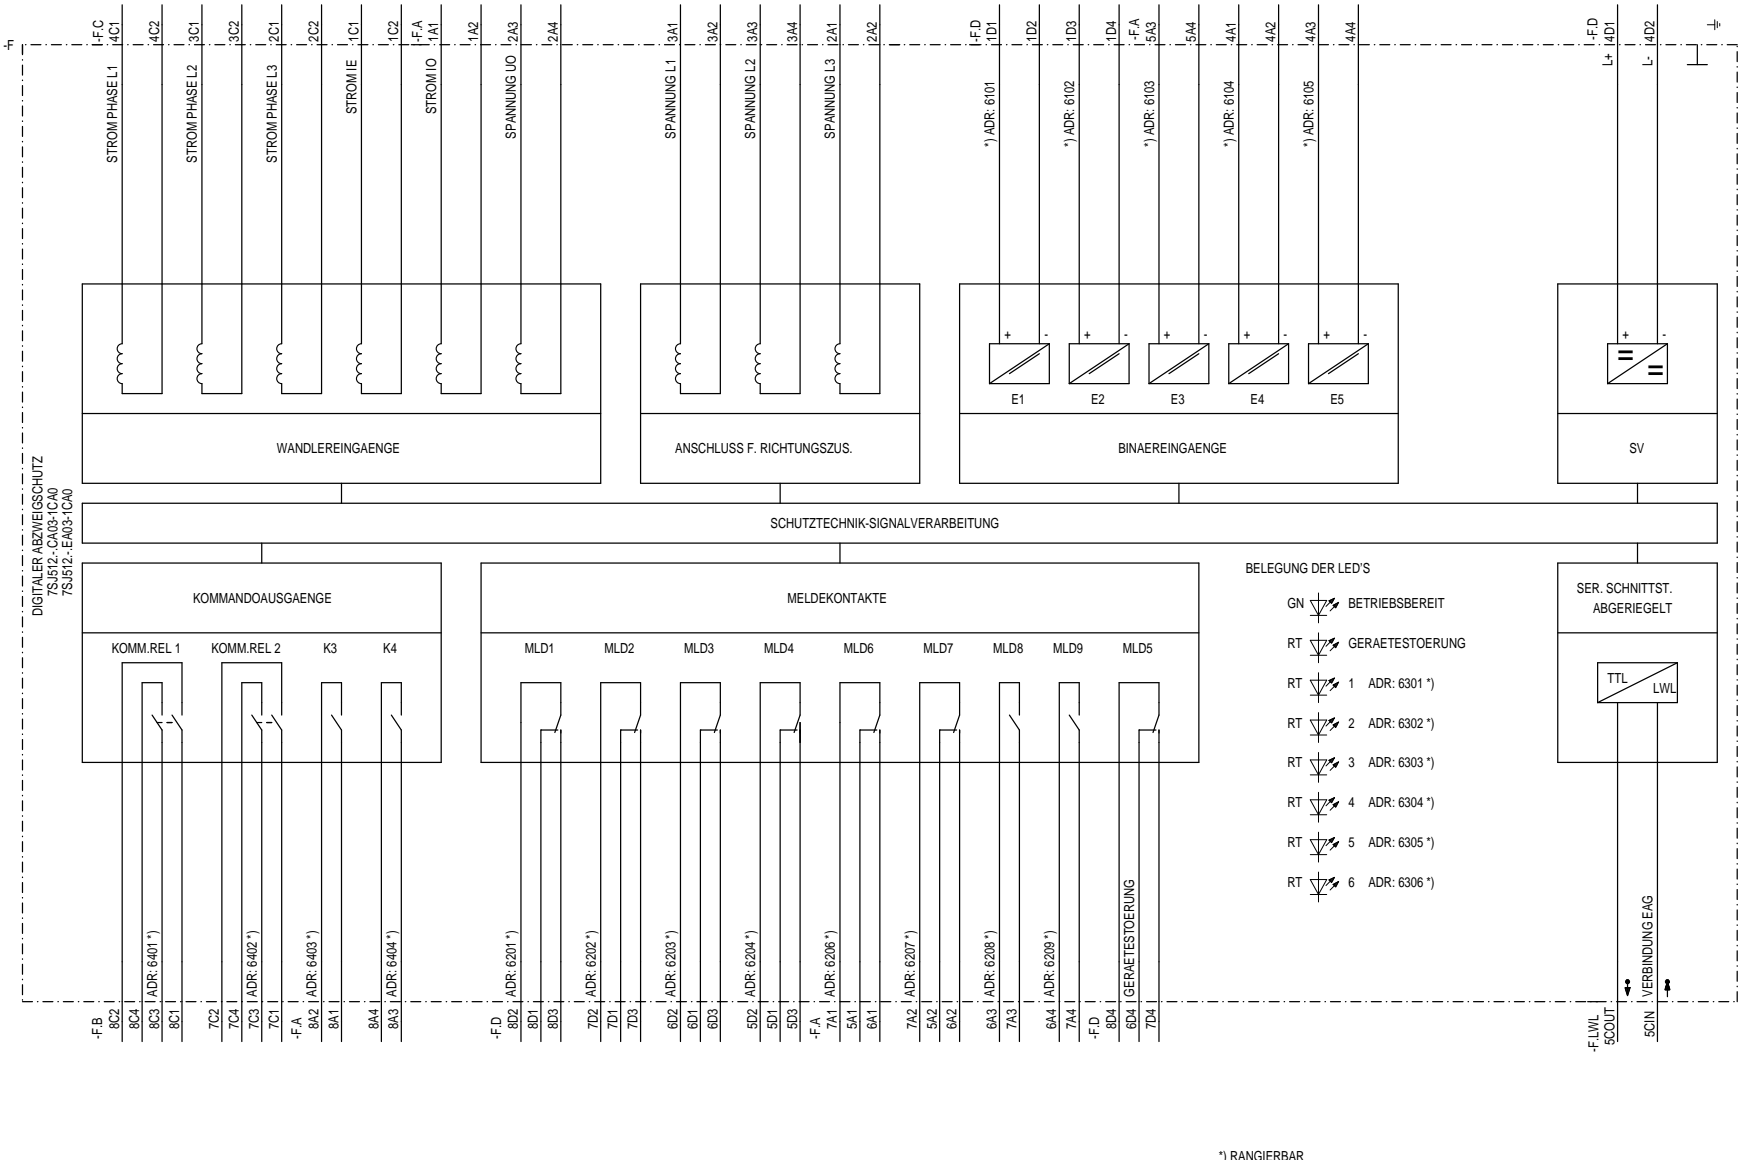 -F
-F.C
4C1
4C2
3C1
3C2
2C1
2C2
1C1
1C2
-F.A
1A1
1A2
2A3
2A4
3A1
3A2
3A3
3A4
2A1
2A2
-F.D
1D1
1D2
1D3
1D4
-F.A
5A3
5A4
4A1
4A2
4A3
4A4
-F.D
4D1
4D2
STROM PHASE L1
STROM PHASE L2
STROM PHASE L3
STROM IE
STROM IO
SPANNUNG UO
SPANNUNG L1
SPANNUNG L2
SPANNUNG L3
*) ADR: 6101
*) ADR: 6102
*) ADR: 6103
*) ADR: 6104
*) ADR: 6105
L+
L-
+ - + - + - + - + - + -
E1 E2 E3 E4 E5
WANDLEREINGAENGE
ANSCHLUSS F. RICHTUNGSZUS.
BINAEREINGAENGE
SV
DIGITALER ABZWEIGSCHUTZ
7SJ512.-.CA03-1CA0
7SJ512.-.EA03-1CA0
SCHUTZTECHNIK-SIGNALVERARBEITUNG
KOMMANDOAUSGAENGE
MELDEKONTAKTE
KOMM.REL 1
KOMM.REL 2
K3
K4
MLD1
MLD2
MLD3
MLD4
MLD6
MLD7
MLD8
MLD9
MLD5
BELEGUNG DER LED'S
GN BETRIEBSBEREIT
RT GERAETESTOERUNG
RT 1 ADR: 6301 *)
RT 2 ADR: 6302 *)
RT 3 ADR: 6303 *)
RT 4 ADR: 6304 *)
RT 5 ADR: 6305 *)
RT 6 ADR: 6306 *)
SER. SCHNITTST.
ABGERIEGELT
TTL
LWL
ADR: 6401 *)
ADR: 6402 *)
ADR: 6403 *)
ADR: 6404 *)
ADR: 6201 *)
ADR: 6202 *)
ADR: 6203 *)
ADR: 6204 *)
ADR: 6206 *)
ADR: 6207 *)
ADR: 6208 *)
ADR: 6209 *)
GERAETESTOERUNG
VERBINDUNG EAG
-F.B
8C2
8C4
8C3
8C1
7C2
7C4
7C3
7C1
-F.A
8A2
8A1
8A4
8A3
-F.D
8D2
8D1
8D3
7D2
7D1
7D3
6D2
6D1
6D3
5D2
5D1
5D3
-F.A
7A1
5A1
6A1
7A2
5A2
6A2
6A3
7A3
6A4
7A4
-F.D
8D4
6D4
7D4
-F.LWL
5COUT
5CIN
*) RANGIERBAR